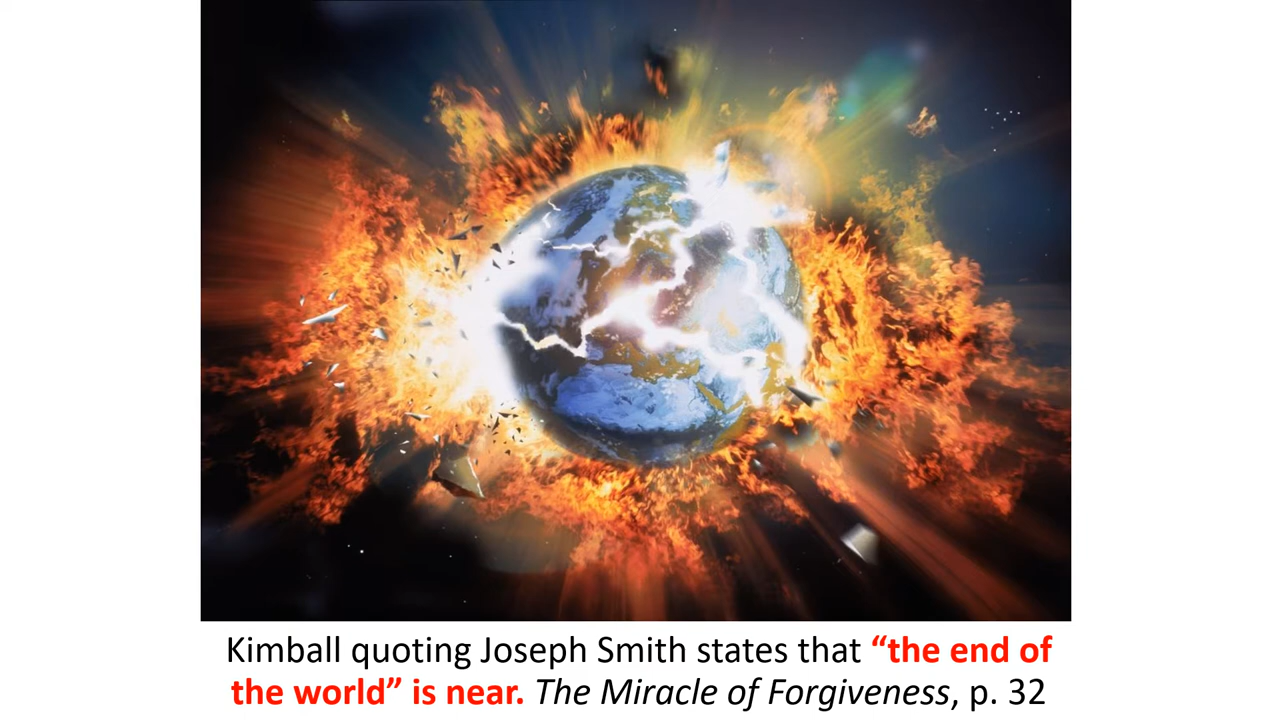 Kimball quoting Joseph Smith states that “the end of
the world” is near. The Miracle of Forgiveness, p. 32